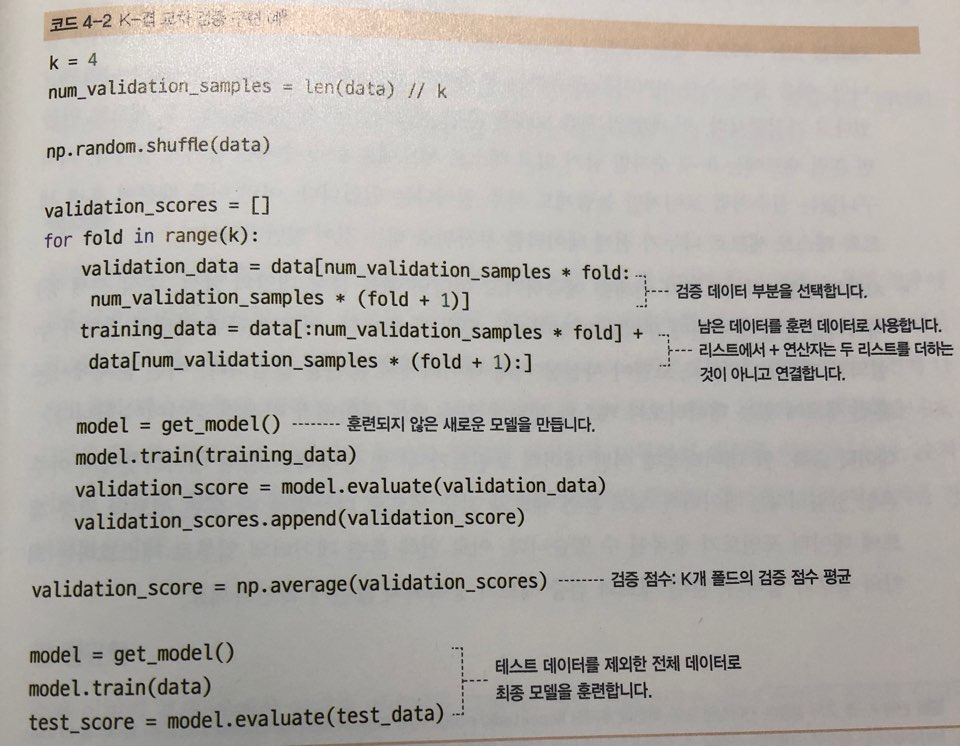 코드 4-2 K-겹 교차 검증 구현 예
k = 4
num_validation_samples = len(data) // k
np.random.shuffle(data)
validation_scores = []
for fold in range(k):
validation_data = data[num_validation_samples * fold:
num_validation_samples * (fold + 1)]
검증 데이터 부분을 선택합니다.
training_data = data[:num_validation_samples * fold] +
data[num_validation_samples * (fold + 1):]
남은 데이터를 훈련 데이터로 사용합니다.
리스트에서 + 연산자는 두 리스트를 더하는
것이 아니고 연결합니다.
model = get_model() 훈련되지 않은 새로운 모델을 만듭니다.
model.train(training_data)
validation_score = model.evaluate(validation_data)
validation_scores.append(validation_score)
validation_score = np.average(validation_scores) 검증 점수: K개 폴드의 검증 점수 평균
model = get_model()
model.train(data)
test_score = model.evaluate(test_data)
테스트 데이터를 제외한 전체 데이터로
최종 모델을 훈련합니다.